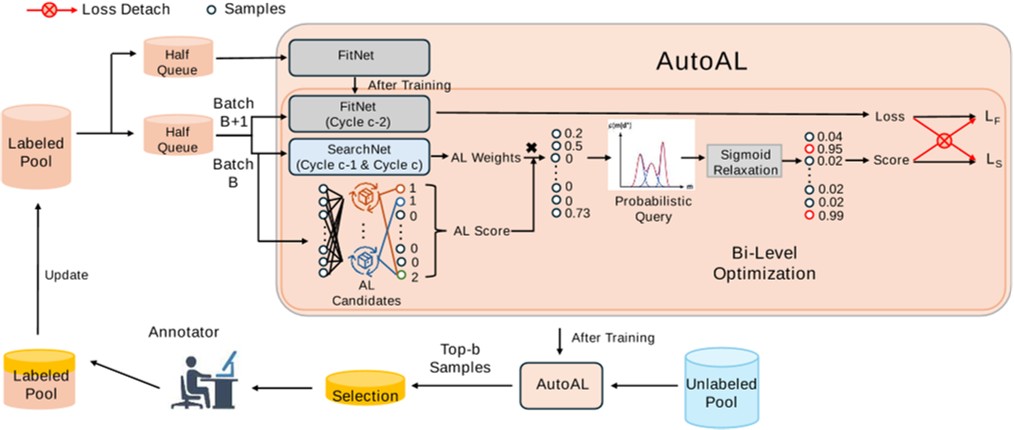 Loss Detach
Samples
Half
Queue
FitNet
AutoAL
After Training
Labeled
Pool
Batch
B+1
Half
Queue
Batch
B
FitNet
(Cycle c-2)
SearchNet
(Cycle c-1 & Cycle c)
AL Weights
0.2
0.5
0
0
0
0.73
Probabilistic
Query
Sigmoid
Relaxation
0.04
0.95
0.02
0.02
0.02
0.99
Loss
Score
L_F
L_S
1
1
0
0
0
2
AL Score
AL
Candidates
Bi-Level
Optimization
Update
After Training
Labeled
Pool
Annotator
Selection
Top-b
Samples
AutoAL
Unlabeled
Pool